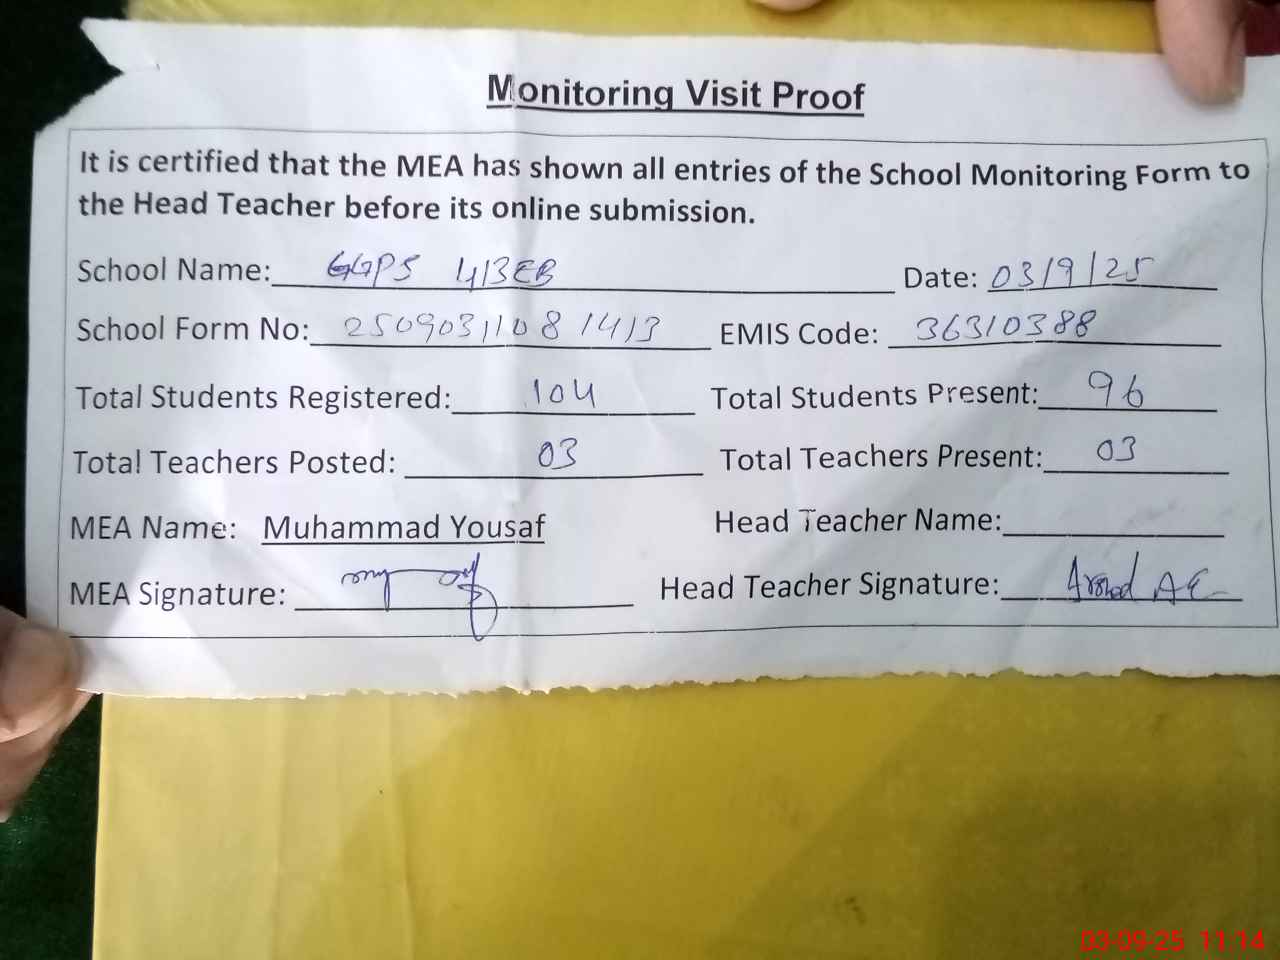 Monitoring Visit Proof
It is certified that the MEA has shown all entries of the School Monitoring Form to
the Head Teacher before its online submission.
School Name: GGPS 413EB Date: 03/9/25
School Form No: 2509031108 1413 EMIS Code: 36310388
Total Students Registered: 104 Total Students Present: 96
Total Teachers Posted: 03 Total Teachers Present: 03
MEA Name: Muhammad Yousaf Head Teacher Name:
MEA Signature: Head Teacher Signature: Arshad
03-09-25 11:14